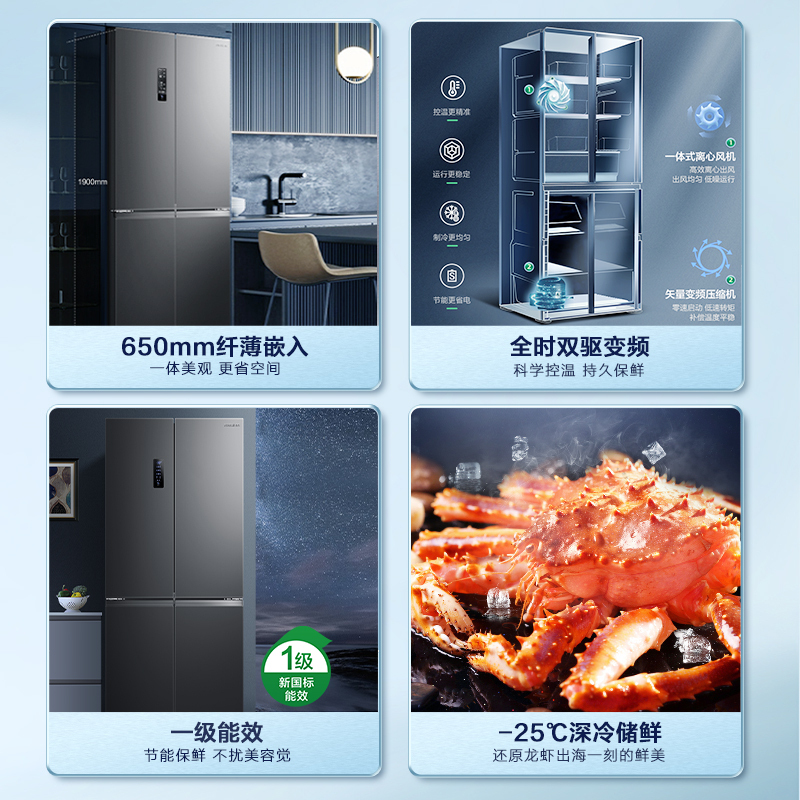 1900mm
650mm纤薄嵌入
一体美观 更省空间
控温更精准
运行更稳定
制冷更均匀
节能更省电
1
2
1
一体式离心风机
高效离心出风
出风均匀 低噪运行
2
矢量变频压缩机
零速启动 低速转矩
补偿温度平稳
全时双驱变频
科学控温 持久保鲜
1级
新国标
能效
一级能效
节能保鲜 不扰美容觉
-25℃深冷储鲜
还原龙虾出海一刻的鲜美